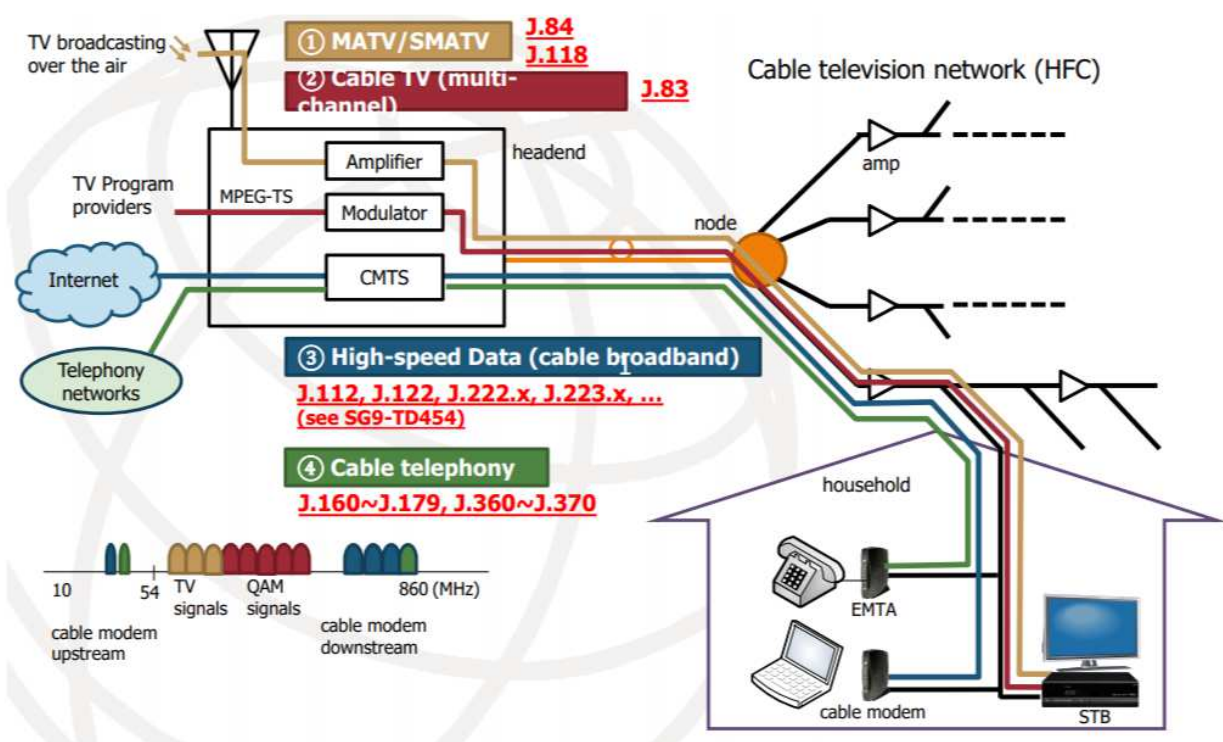 TV broadcasting
over the air
① MATV/SMATV
J.84
J.118
② Cable TV (multi-
channel)
J.83
Cable television network (HFC)
headend
Amplifier
amp
TV Program
providers
MPEG-TS
Modulator
node
Internet
CMTS
Telephony
networks
③ High-speed Data (cable broadband)
J.112, J.122, J.222.x, J.223.x, ...
(see SG9-TD454)
④ Cable telephony
J.160~J.179, J.360~J.370
household
10
54
TV
signals
QAM
signals
860 (MHz)
cable modem
upstream
cable modem
downstream
EMTA
cable modem
STB